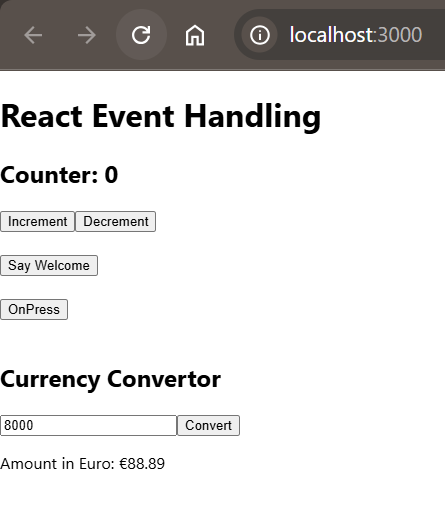 localhost:3000
React Event Handling
Counter: 0
Increment Decrement
Say Welcome
OnPress
Currency Convertor
8000 Convert
Amount in Euro: €88.89